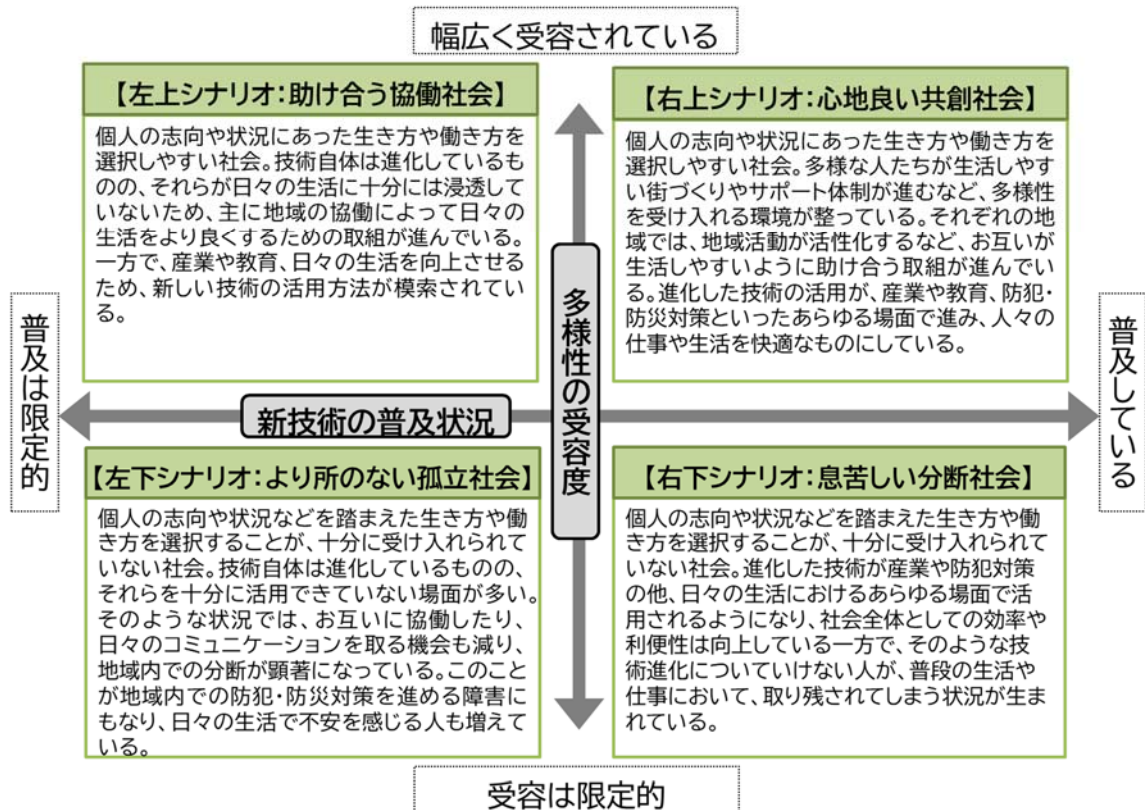 幅広く受容されている
【左上シナリオ:助け合う協働社会】
個人の志向や状況にあった生き方や働き方を
選択しやすい社会。技術自体は進化しているも
のの、それらが日々の生活に十分には浸透して
いないため、主に地域の協働によって日々の
生活をより良くするための取組が進んでいる。
一方で、産業や教育、日々の生活を向上させる
ため、新しい技術の活用方法が模索されてい
る。
【右上シナリオ:心地良い共創社会】
個人の志向や状況にあった生き方や働き方を
選択しやすい社会。多様な人たちが生活しやす
い街づくりやサポート体制が進むなど、多様性
を受け入れる環境が整っている。それぞれの地
域では、地域活動が活性化するなど、お互いが
生活しやすいように助け合う取組が進んでい
る。進化した技術の活用が、産業や教育、防犯・
防災対策といったあらゆる場面で進み、人々の
仕事や生活を快適なものにしている。
普及は限定的
新技術の普及状況
多様性の受容度
普及している
【左下シナリオ:より所のない孤立社会】
個人の志向や状況などを踏まえた生き方や働
き方を選択することが、十分に受け入れられて
いない社会。技術自体は進化しているものの、
それらを十分に活用できていない場面が多い。
そのような状況では、お互いに協働したり、
日々のコミュニケーションを取る機会も減り、
地域内での分断が顕著になっている。このこと
が地域内での防犯・防災対策を進める障害に
もなり、日々の生活で不安を感じる人も増えて
いる。
【右下シナリオ:息苦しい分断社会】
個人の志向や状況などを踏まえた生き方や働
き方を選択することが、十分に受け入れられて
いない社会。進化した技術が産業や防犯対策
の他、日々の生活におけるあらゆる場面で活
用されるようになり、社会全体としての効率や
利便性は向上している一方で、そのような技
術進化についていけない人が、普段の生活や
仕事において、取り残されてしまう状況が生ま
れている。
受容は限定的